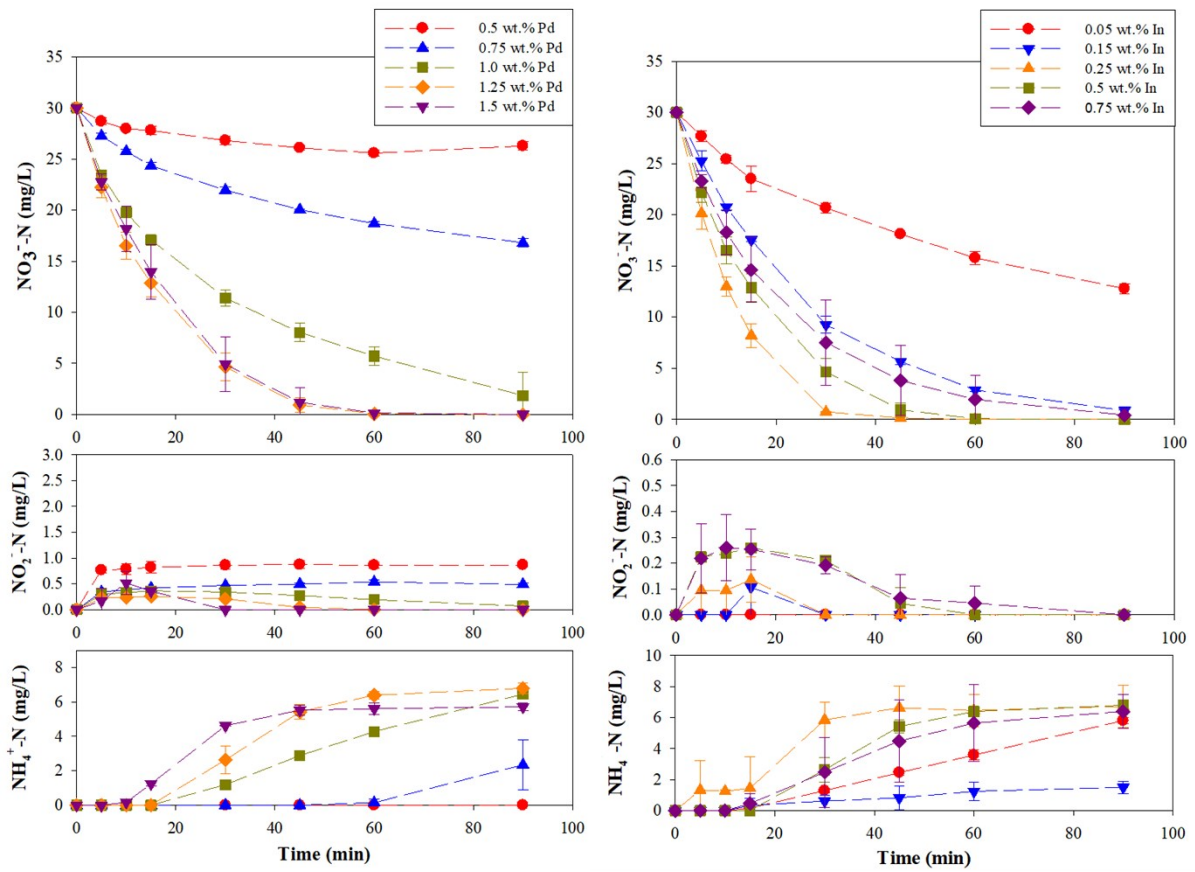 0.5 wt.% Pd
0.75 wt.% Pd
1.0 wt.% Pd
1.25 wt.% Pd
1.5 wt.% Pd
NO₃⁻-N (mg/L)
35
30
25
20
15
10
5
0
0 20 40 60 80 100
NO₂⁻-N (mg/L)
3.0
2.5
2.0
1.5
1.0
0.5
0.0
0 20 40 60 80 100
NH₄⁺-N (mg/L)
8
6
4
2
0
0 20 40 60 80 100
Time (min)
0.05 wt.% In
0.15 wt.% In
0.25 wt.% In
0.5 wt.% In
0.75 wt.% In
NO₃⁻-N (mg/L)
35
30
25
20
15
10
5
0
0 20 40 60 80 100
NO₂⁻-N (mg/L)
0.6
0.5
0.4
0.3
0.2
0.1
0.0
0 20 40 60 80 100
NH₄⁻-N (mg/L)
10
8
6
4
2
0
0 20 40 60 80 100
Time (min)